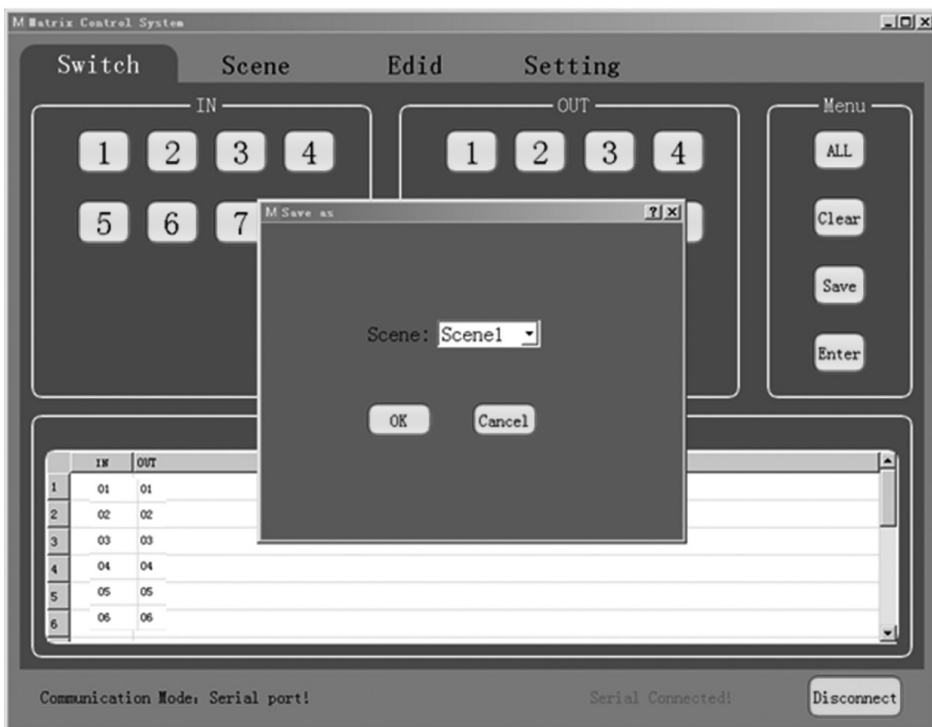 M Matrix Control System
Switch Scene Edid Setting
IN
1 2 3 4
5 6 7
OUT
1 2 3 4
Menu
ALL
Clear
Save
Enter
M Save as
Scene: Scene1
OK Cancel
IN OUT
1 01 01
2 02 02
3 03 03
4 04 04
5 05 05
6 06 06
Communication Mode: Serial port!
Serial Connected!
Disconnect